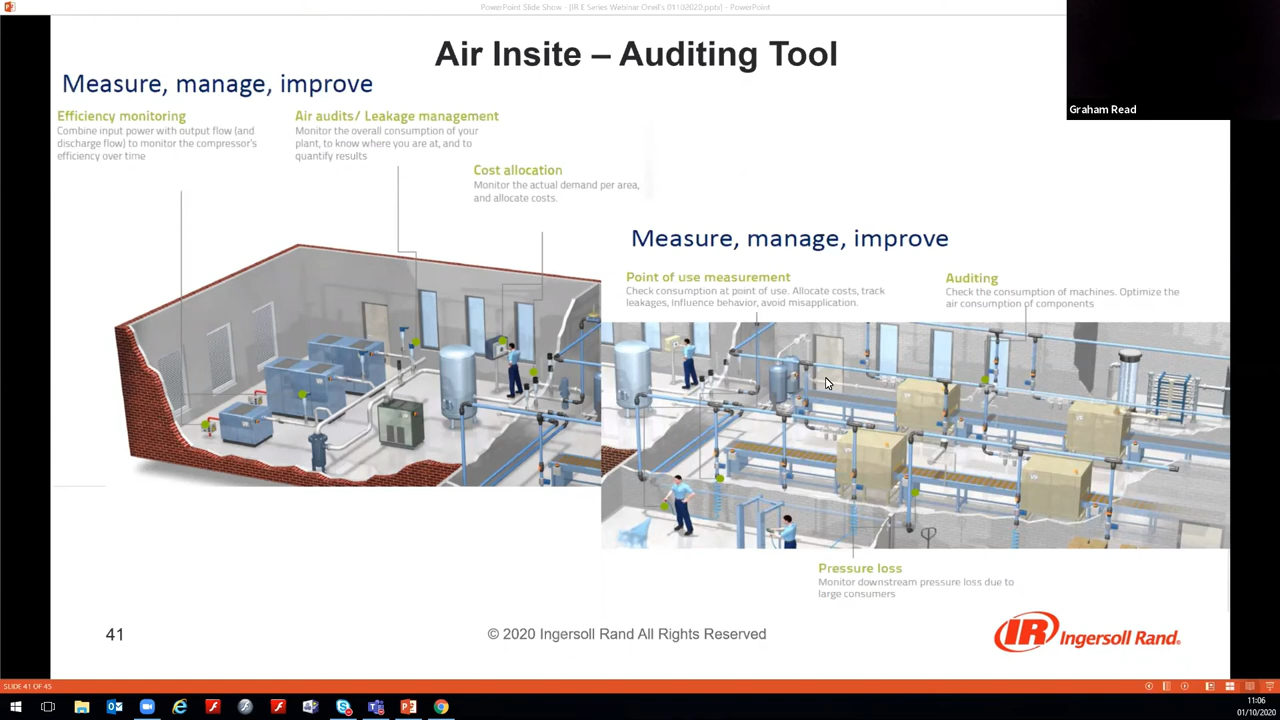 PowerPoint Slide Show - [IR E Series Webinar Oneil's 01102020.pptx] - PowerPoint
Graham Read
Air Insite – Auditing Tool
Measure, manage, improve
Efficiency monitoring
Combine input power with output flow (and
discharge flow) to monitor the compressor's
efficiency over time
Air audits/ Leakage management
Monitor the overall consumption of your
plant, to know where you are at, and to
quantify results
Cost allocation
Monitor the actual demand per area,
and allocate costs.
Measure, manage, improve
Point of use measurement
Check consumption at point of use. Allocate costs, track
leakages, Influence behavior, avoid misapplication.
Auditing
Check the consumption of machines. Optimize the
air consumption of components
Pressure loss
Monitor downstream pressure loss due to
large consumers
41
© 2020 Ingersoll Rand All Rights Reserved
IR Ingersoll Rand®
SLIDE 41 OF 45
11:06
01/10/2020